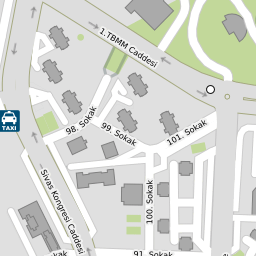 1.TBMM Caddesi
98. Sokak
99. Sokak
101. Sokak
TAXI
Sivas Kongresi Caddesi
100. Sokak
91. Sokak